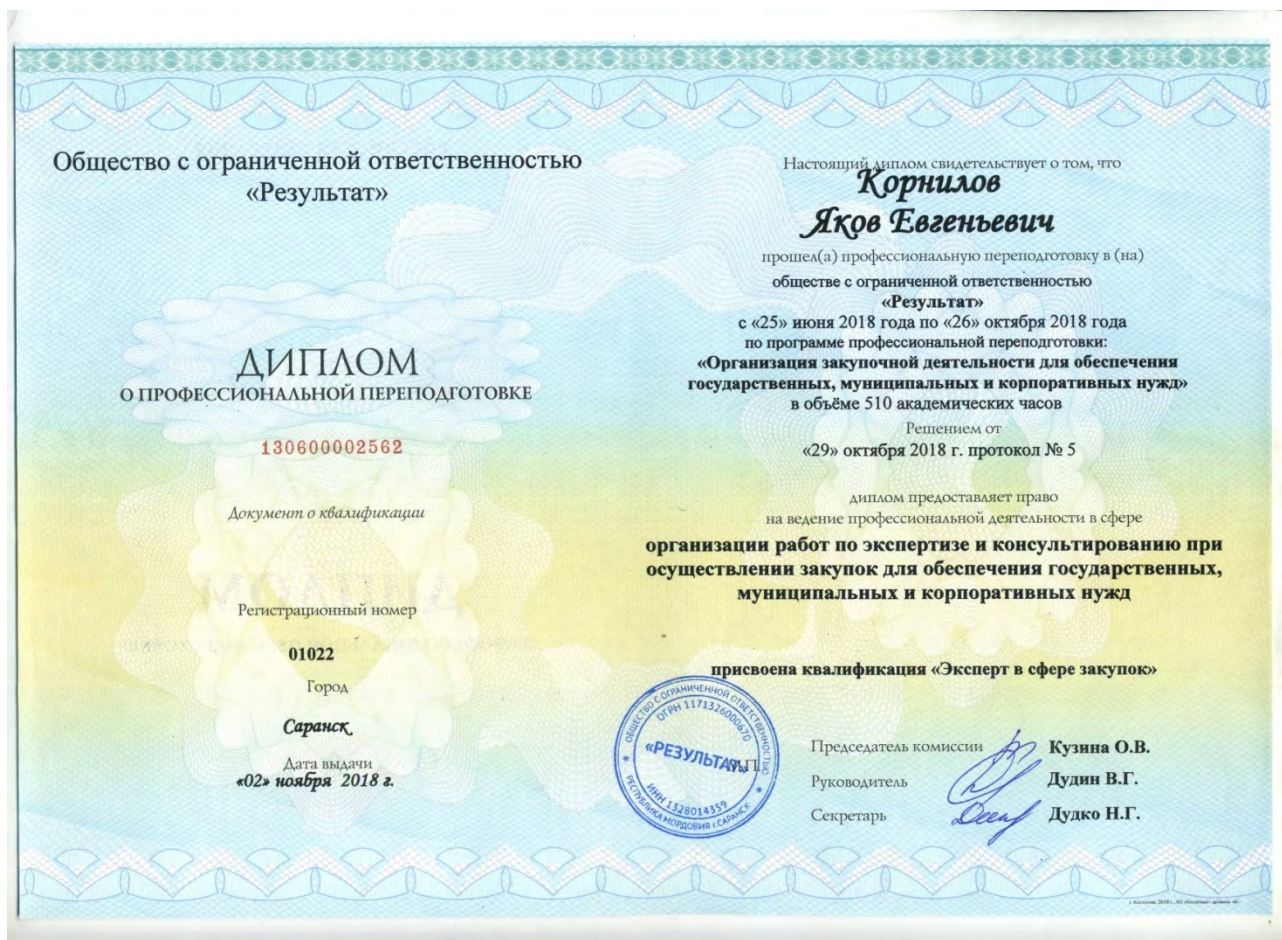 Общество с ограниченной ответственностью
«Результат»
ДИПЛОМ
О ПРОФЕССИОНАЛЬНОЙ ПЕРЕПОДГОТОВКЕ
130600002562
Документ о квалификации
Регистрационный номер
01022
Город
Саранск
Дата выдачи
«02» ноября 2018 г.
Настоящий диплом свидетельствует о том, что
Корнилов
Яков Евгеньевич
прошел(а) профессиональную переподготовку в (на)
обществе с ограниченной ответственностью
«Результат»
с «25» июня 2018 года по «26» октября 2018 года
по программе профессиональной переподготовки:
«Организация закупочной деятельности для обеспечения
государственных, муниципальных и корпоративных нужд»
в объёме 510 академических часов
Решением от
«29» октября 2018 г. протокол № 5
диплом предоставляет право
на ведение профессиональной деятельности в сфере
организации работ по экспертизе и консультированию при
осуществлении закупок для обеспечения государственных,
муниципальных и корпоративных нужд
присвоена квалификация «Эксперт в сфере закупок»
ОБЩЕСТВО С ОГРАНИЧЕННОЙ ОТВЕТСТВЕННОСТЬЮ
ОГРН 1171326000670
«РЕЗУЛЬТАТ»
М.П.
ИНН 1328014359
РЕСПУБЛИКА МОРДОВИЯ г.САРАНСК
Председатель комиссии Кузина О.В.
Руководитель Дудин В.Г.
Секретарь Дудко Н.Г.